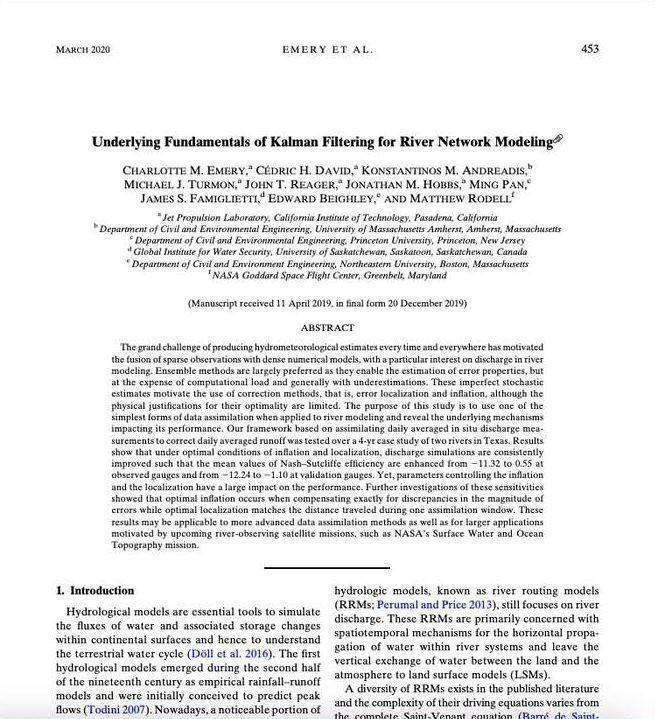 MARCH 2020 EMERY ET AL. 453
Underlying Fundamentals of Kalman Filtering for River Network Modeling
CHARLOTTE M. EMERY,a CÉDRIC H. DAVID,a KONSTANTINOS M. ANDREADIS,b
MICHAEL J. TURMON,a JOHN T. REAGER,a JONATHAN M. HOBBS,a MING PAN,c
JAMES S. FAMIGLIETTI,d EDWARD BEIGHLEY,e AND MATTHEW RODELLf
a Jet Propulsion Laboratory, California Institute of Technology, Pasadena, California
b Department of Civil and Environmental Engineering, University of Massachusetts Amherst, Amherst, Massachusetts
c Department of Civil and Environmental Engineering, Princeton University, Princeton, New Jersey
d Global Institute for Water Security, University of Saskatchewan, Saskatoon, Saskatchewan, Canada
e Department of Civil and Environment Engineering, Northeastern University, Boston, Massachusetts
f NASA Goddard Space Flight Center, Greenbelt, Maryland
(Manuscript received 11 April 2019, in final form 20 December 2019)
ABSTRACT
The grand challenge of producing hydrometeorological estimates every time and everywhere has motivated
the fusion of sparse observations with dense numerical models, with a particular interest on discharge in river
modeling. Ensemble methods are largely preferred as they enable the estimation of error properties, but
at the expense of computational load and generally with underestimations. These imperfect stochastic
estimates motivate the use of correction methods, that is, error localization and inflation, although the
physical justifications for their optimality are limited. The purpose of this study is to use one of the
simplest forms of data assimilation when applied to river modeling and reveal the underlying mechanisms
impacting its performance. Our framework based on assimilating daily averaged in situ discharge mea-
surements to correct daily averaged runoff was tested over a 4-yr case study of two rivers in Texas. Results
show that under optimal conditions of inflation and localization, discharge simulations are consistently
improved such that the mean values of Nash–Sutcliffe efficiency are enhanced from −11.32 to 0.55 at
observed gauges and from −12.24 to −1.10 at validation gauges. Yet, parameters controlling the inflation
and the localization have a large impact on the performance. Further investigations of these sensitivities
showed that optimal inflation occurs when compensating exactly for discrepancies in the magnitude of
errors while optimal localization matches the distance traveled during one assimilation window. These
results may be applicable to more advanced data assimilation methods as well as for larger applications
motivated by upcoming river-observing satellite missions, such as NASA's Surface Water and Ocean
Topography mission.
1. Introduction
Hydrological models are essential tools to simulate
the fluxes of water and associated storage changes
within continental surfaces and hence to understand
the terrestrial water cycle (Döll et al. 2016). The first
hydrological models emerged during the second half
of the nineteenth century as empirical rainfall–runoff
models and were initially conceived to predict peak
flows (Todini 2007). Nowadays, a noticeable portion of
hydrologic models, known as river routing models
(RRMs; Perumal and Price 2013), still focuses on river
discharge. These RRMs are primarily concerned with
spatiotemporal mechanisms for the horizontal propa-
gation of water within river systems and leave the
vertical exchange of water between the land and the
atmosphere to land surface models (LSMs).
A diversity of RRMs exists in the published literature
and the complexity of their driving equations varies from
the complete Saint-Venant equation (Barré de Saint-